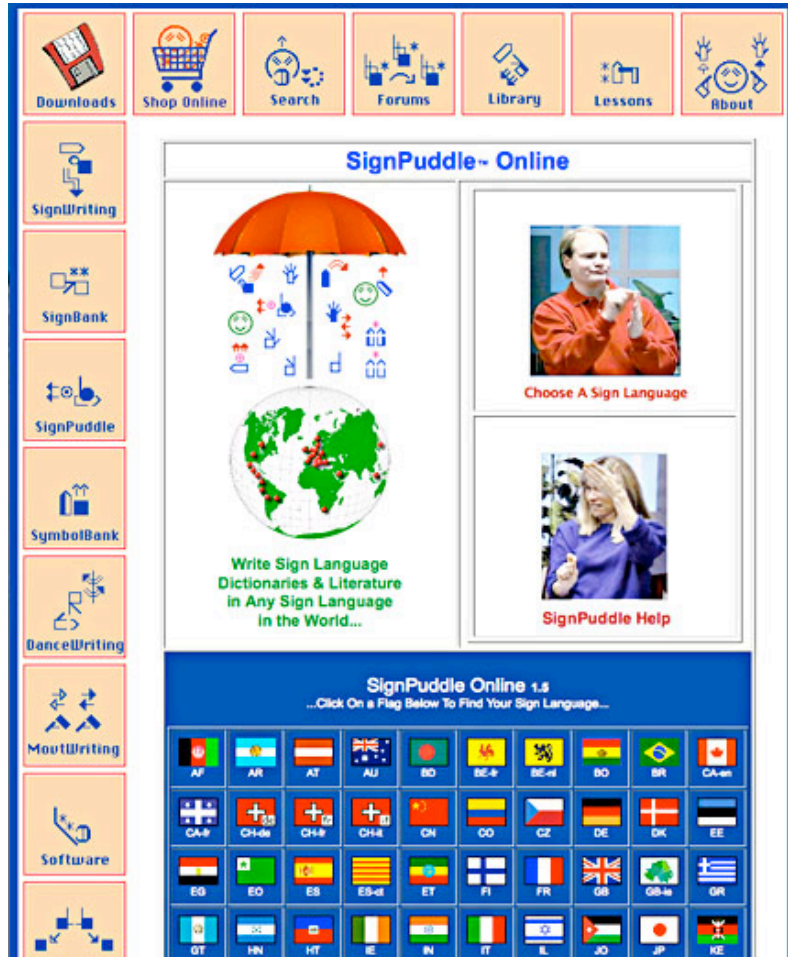 Downloads
Shop Online
Search
Forums
Library
Lessons
About
SignWriting
SignBank
SignPuddle
SymbolBank
DanceWriting
MovtWriting
Software
SignPuddle™ Online
Write Sign Language
Dictionaries & Literature
in Any Sign Language
in the World...
Choose A Sign Language
SignPuddle Help
SignPuddle Online 1.5
...Click On a Flag Below To Find Your Sign Language...
AF AR AT AU BD BE-fr BE-nl BO BR CA-en
CA-fr CH-de CH-fr CH-it CN CO CZ DE DK EE
EG EO ES ES-ct ET FI FR GB GB-ie GR
GT HN HT IE IN IT IL JO JP KE